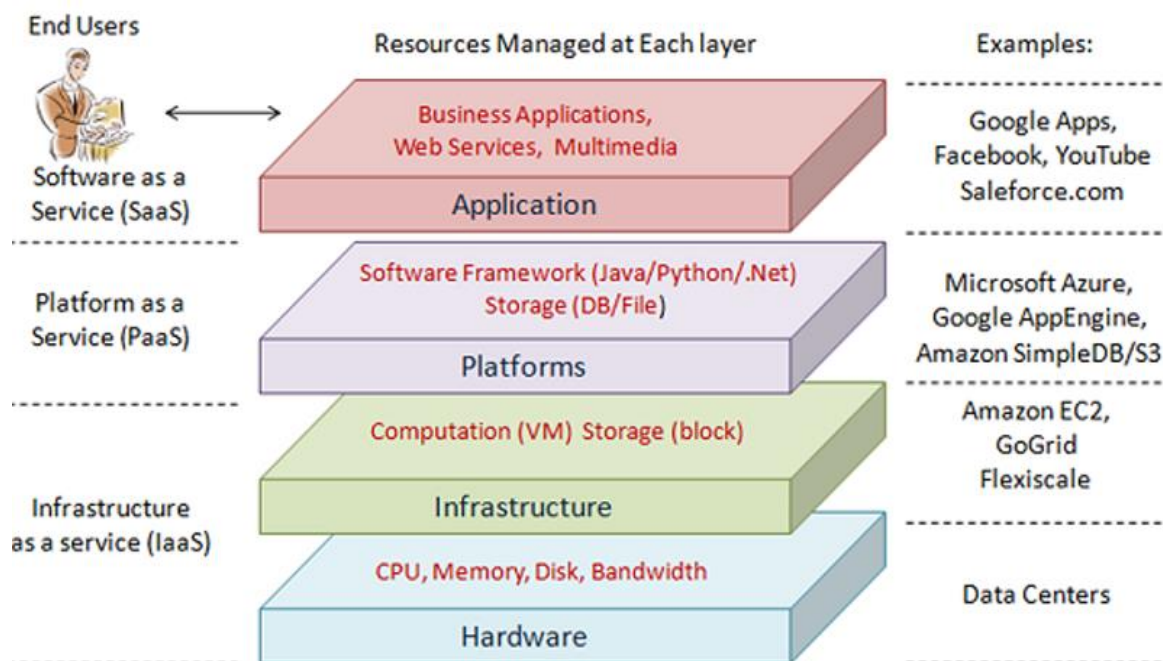 End Users
Resources Managed at Each layer
Examples:
Business Applications,
Web Services, Multimedia
Application
Software as a
Service (SaaS)
Google Apps,
Facebook, YouTube
Saleforce.com
Software Framework (Java/Python/.Net)
Storage (DB/File)
Platforms
Platform as a
Service (PaaS)
Microsoft Azure,
Google AppEngine,
Amazon SimpleDB/S3
Computation (VM) Storage (block)
Infrastructure
Amazon EC2,
GoGrid
Flexiscale
Infrastructure
as a service (IaaS)
CPU, Memory, Disk, Bandwidth
Hardware
Data Centers